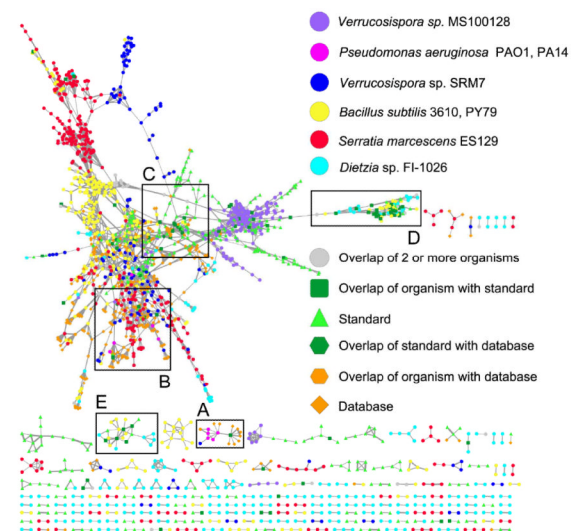 Verrucosispora sp. MS100128
Pseudomonas aeruginosa PAO1, PA14
Verrucosispora sp. SRM7
Bacillus subtilis 3610, PY79
Serratia marcescens ES129
Dietzia sp. FI-1026
C
D
Overlap of 2 or more organisms
Overlap of organism with standard
Standard
Overlap of standard with database
Overlap of organism with database
Database
B
E
A